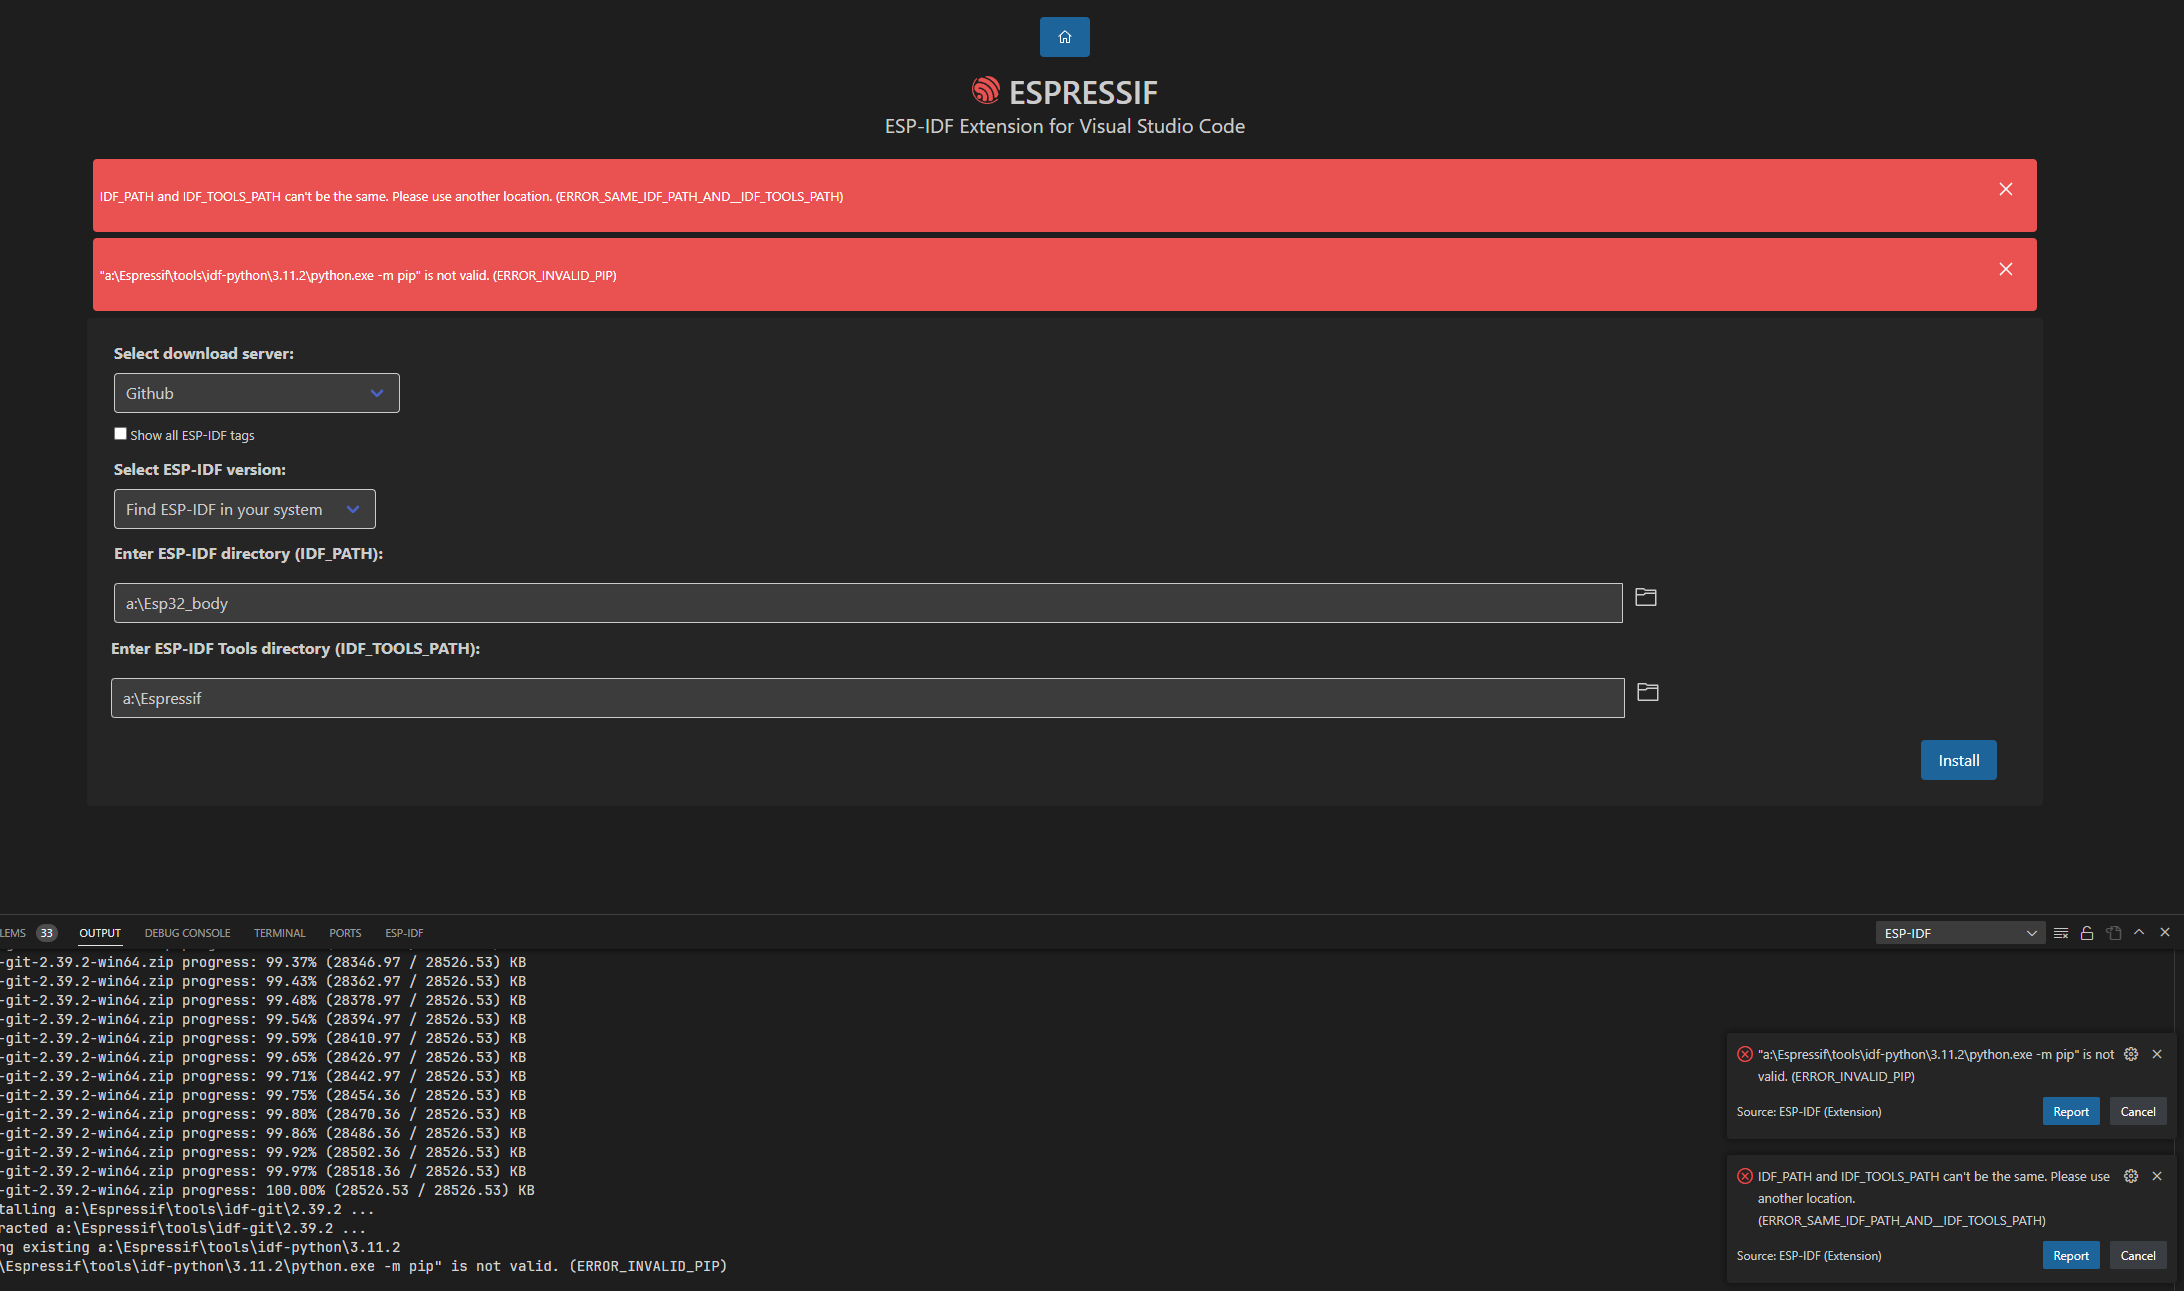 ESPRESSIF
ESP-IDF Extension for Visual Studio Code
IDF_PATH and IDF_TOOLS_PATH can't be the same. Please use another location. (ERROR_SAME_IDF_PATH_AND__IDF_TOOLS_PATH)
"a:\Espressif\tools\idf-python\3.11.2\python.exe -m pip" is not valid. (ERROR_INVALID_PIP)
Select download server:
Github
Show all ESP-IDF tags
Select ESP-IDF version:
Find ESP-IDF in your system
Enter ESP-IDF directory (IDF_PATH):
a:\Esp32_body
Enter ESP-IDF Tools directory (IDF_TOOLS_PATH):
a:\Espressif
Install
LEMS 33 OUTPUT DEBUG CONSOLE TERMINAL PORTS ESP-IDF ESP-IDF
-git-2.39.2-win64.zip progress: 99.37% (28346.97 / 28526.53) KB
-git-2.39.2-win64.zip progress: 99.43% (28362.97 / 28526.53) KB
-git-2.39.2-win64.zip progress: 99.48% (28378.97 / 28526.53) KB
-git-2.39.2-win64.zip progress: 99.54% (28394.97 / 28526.53) KB
-git-2.39.2-win64.zip progress: 99.59% (28410.97 / 28526.53) KB
-git-2.39.2-win64.zip progress: 99.65% (28426.97 / 28526.53) KB
-git-2.39.2-win64.zip progress: 99.71% (28442.97 / 28526.53) KB
-git-2.39.2-win64.zip progress: 99.75% (28454.36 / 28526.53) KB
-git-2.39.2-win64.zip progress: 99.80% (28470.36 / 28526.53) KB
-git-2.39.2-win64.zip progress: 99.86% (28486.36 / 28526.53) KB
-git-2.39.2-win64.zip progress: 99.92% (28502.36 / 28526.53) KB
-git-2.39.2-win64.zip progress: 99.97% (28518.36 / 28526.53) KB
-git-2.39.2-win64.zip progress: 100.00% (28526.53 / 28526.53) KB
talling a:\Espressif\tools\idf-git\2.39.2 ...
racted a:\Espressif\tools\idf-git\2.39.2 ...
ng existing a:\Espressif\tools\idf-python\3.11.2
\Espressif\tools\idf-python\3.11.2\python.exe -m pip" is not valid. (ERROR_INVALID_PIP)
"a:\Espressif\tools\idf-python\3.11.2\python.exe -m pip" is not
valid. (ERROR_INVALID_PIP)
Source: ESP-IDF (Extension)
Report
Cancel
IDF_PATH and IDF_TOOLS_PATH can't be the same. Please use
another location.
(ERROR_SAME_IDF_PATH_AND__IDF_TOOLS_PATH)
Source: ESP-IDF (Extension)
Report
Cancel